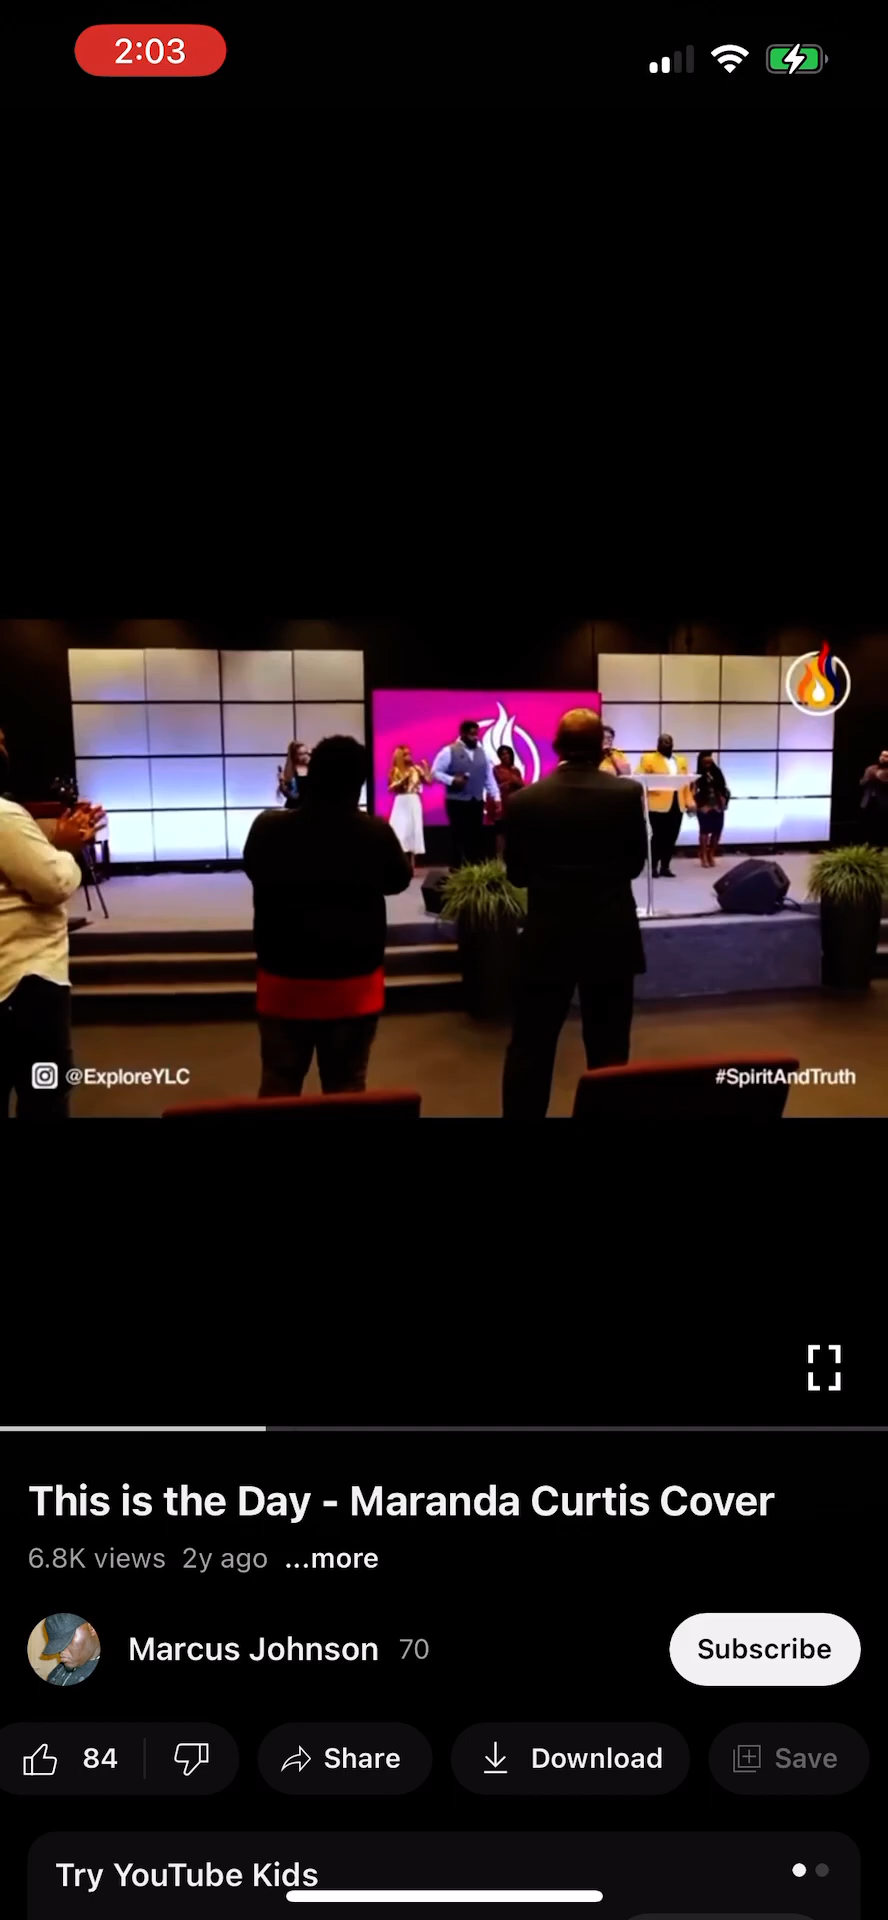 2:03
@ExploreYLC
#SpiritAndTruth
This is the Day - Maranda Curtis Cover
6.8K views 2y ago ...more
Marcus Johnson 70
Subscribe
84
Share
Download
Save
Try YouTube Kids